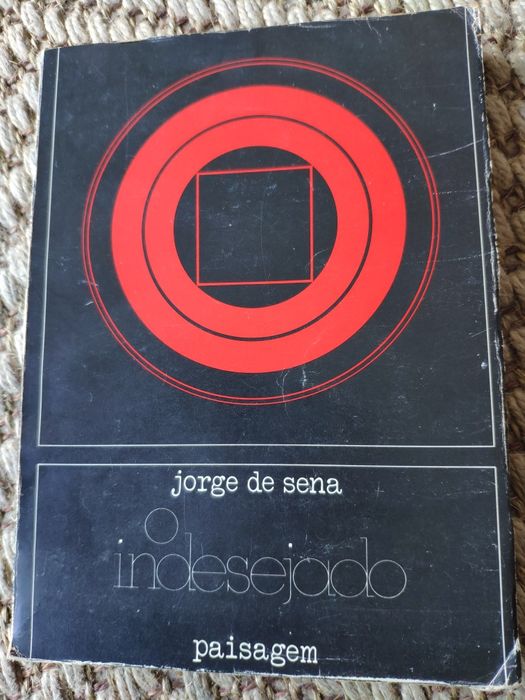 jorge de sena
o
indesejado
paisagem